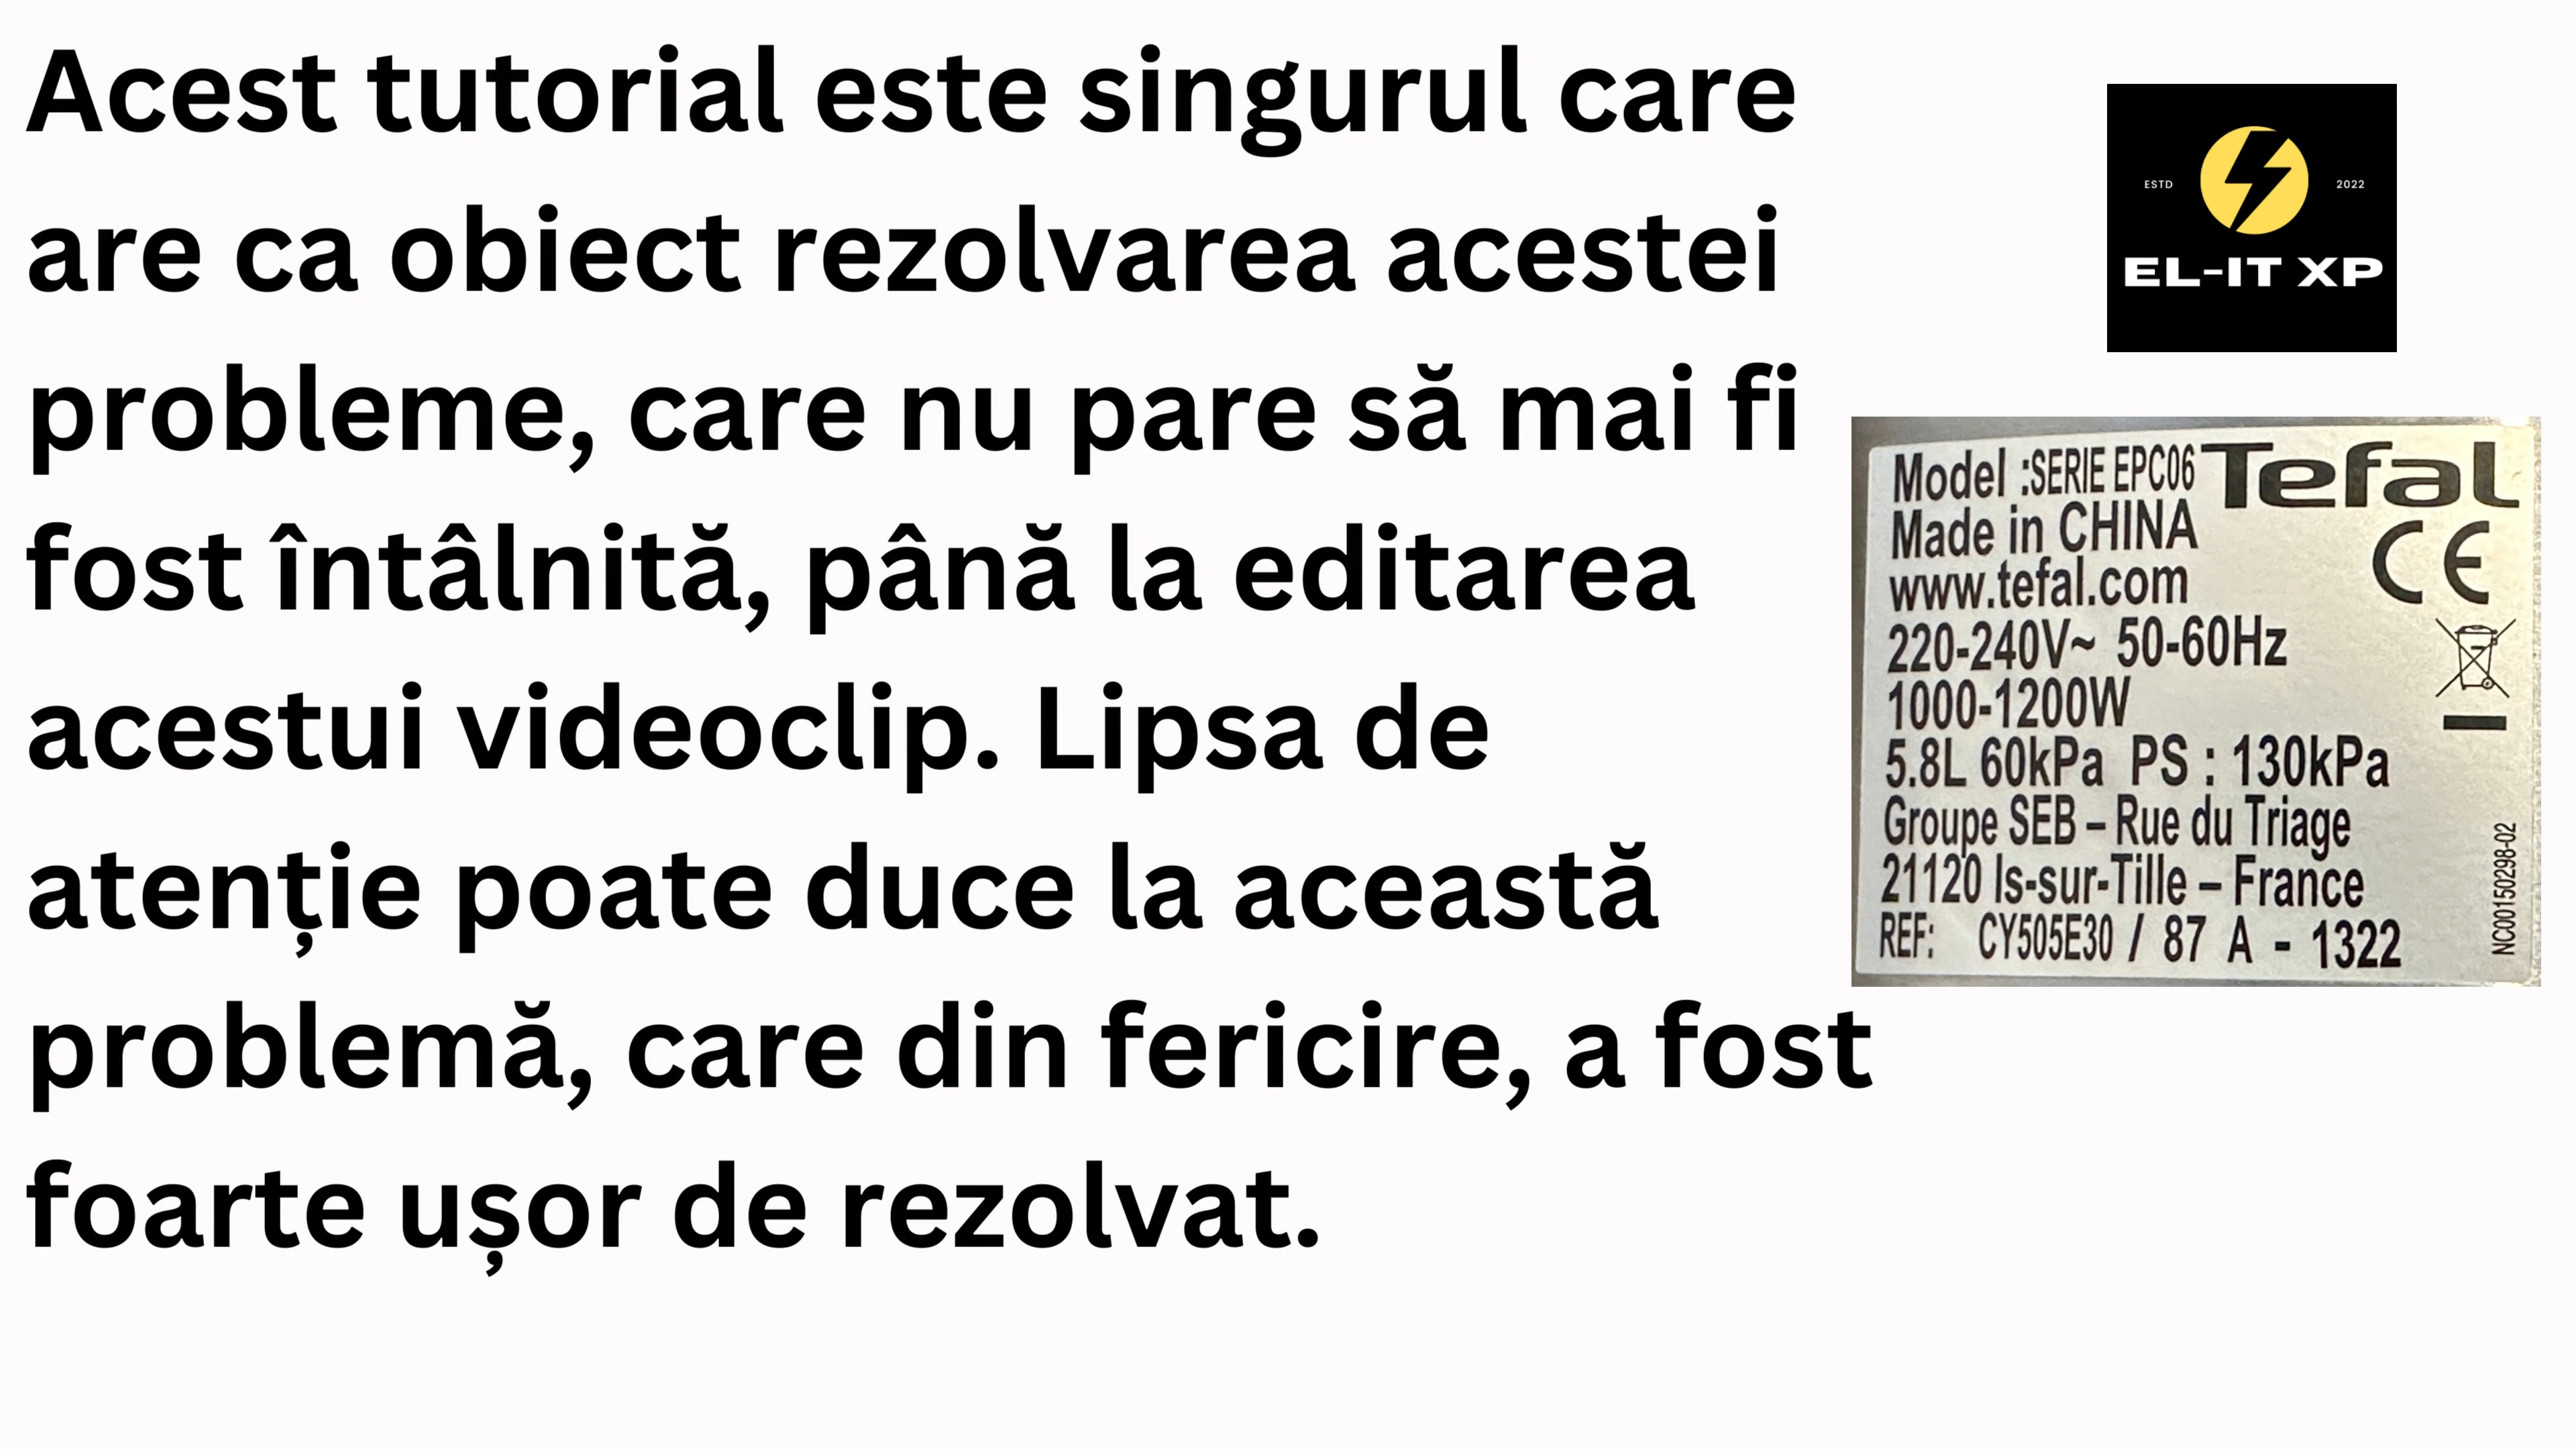 Acest tutorial este singurul care
are ca obiect rezolvarea acestei
probleme, care nu pare să mai fi
fost întâlnită, până la editarea
acestui videoclip. Lipsa de
atenție poate duce la această
problemă, care din fericire, a fost
foarte ușor de rezolvat.
ESTD 2022
EL-IT XP
Model :SERIE EPC06 Tefal
Made in CHINA CE
www.tefal.com
220-240V~ 50-60Hz
1000-1200W
5.8L 60kPa PS : 130kPa
Groupe SEB – Rue du Triage
21120 Is-sur-Tille – France
REF: CY505E30 / 87 A - 1322
NC00150298-02